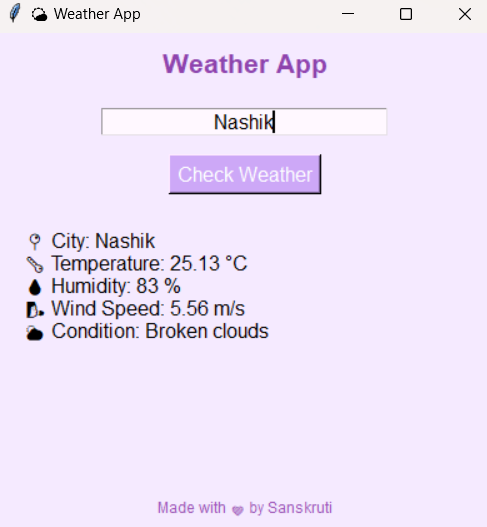 Weather App
Weather App
Nashik
Check Weather
City: Nashik
Temperature: 25.13 °C
Humidity: 83 %
Wind Speed: 5.56 m/s
Condition: Broken clouds
Made with 💜 by Sanskruti